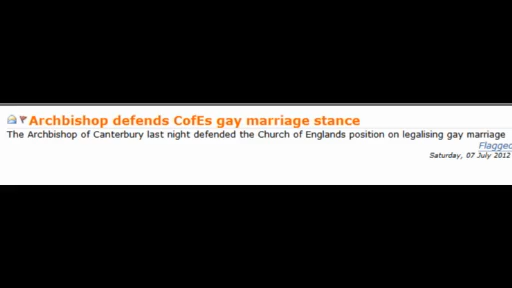 Archbishop defends CofEs gay marriage stance
The Archbishop of Canterbury last night defended the Church of Englands position on legalising gay marriage
Flagged
Saturday, 07 July 2012